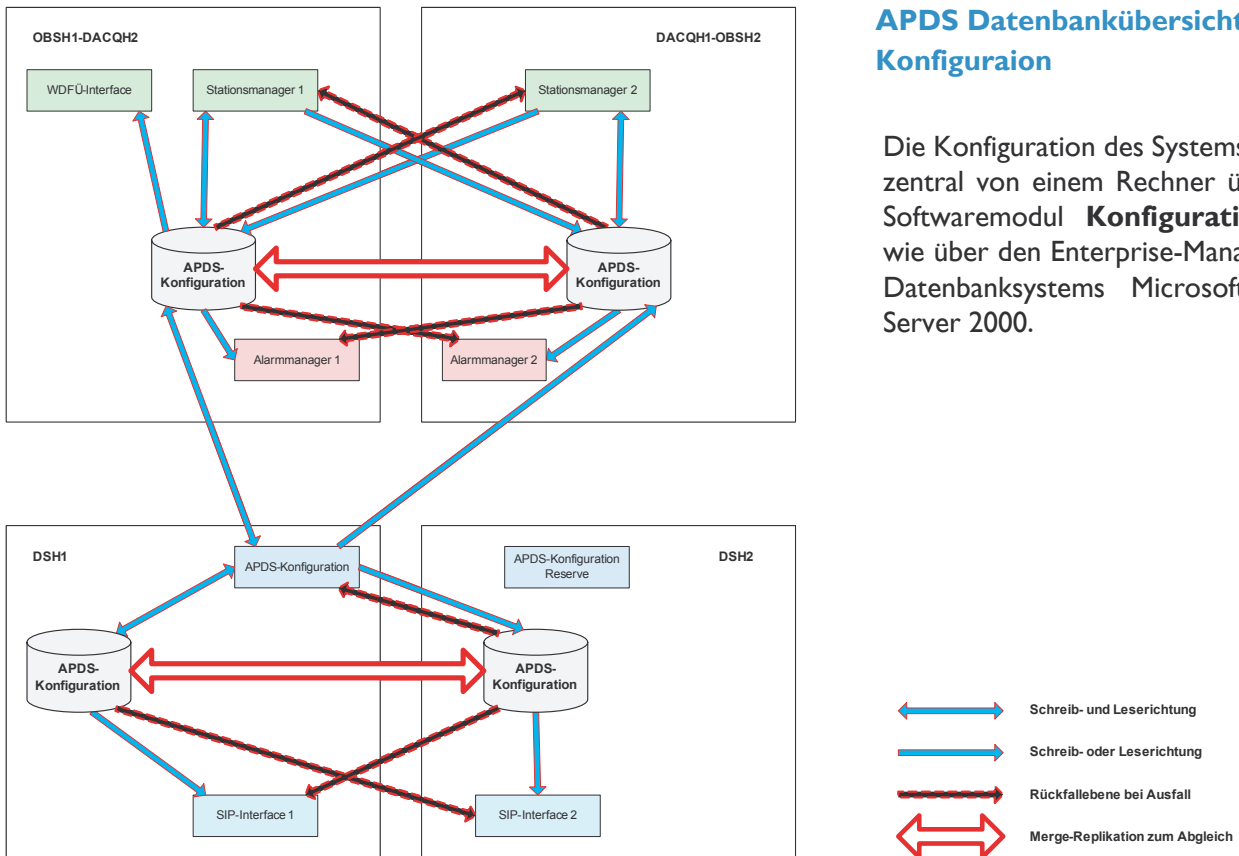 OBSH1-DACQH2
DACQH1-OBSH2
WDFÜ-Interface
Stationsmanager 1
Stationsmanager 2
APDS-
Konfiguration
APDS-
Konfiguration
Alarmmanager 1
Alarmmanager 2
DSH1
APDS-Konfiguration
APDS-Konfiguration
Reserve
DSH2
APDS-
Konfiguration
APDS-
Konfiguration
SIP-Interface 1
SIP-Interface 2
APDS Datenbankübersicht
Konfiguraion
Die Konfiguration des Systems
zentral von einem Rechner
Softwaremodul
wie über den
Datenbanksystems Microsoft
Server 2000.
Schreib- und Leserichtung
Schreib- oder Leserichtung
Rückfallebene bei Ausfall
Merge-Replikation zum Abgleich